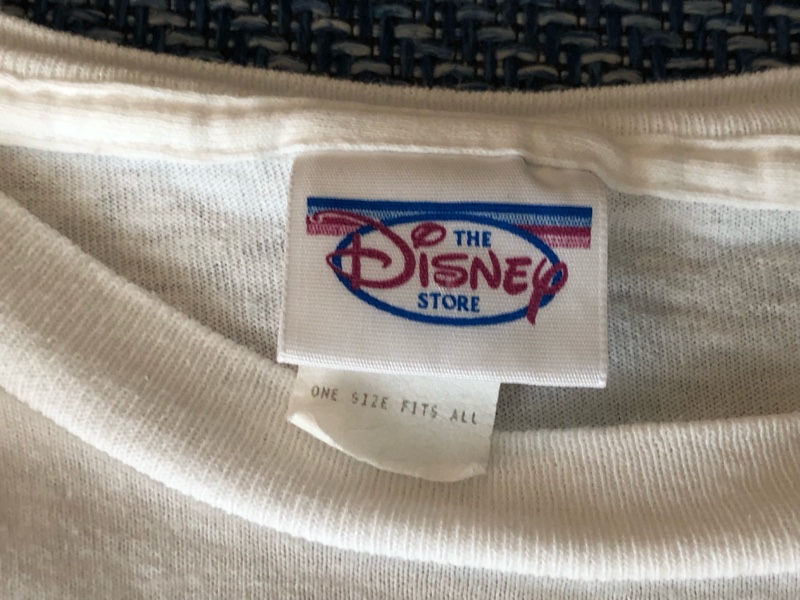 THE
DISNEY
STORE
ONE SIZE FITS ALL